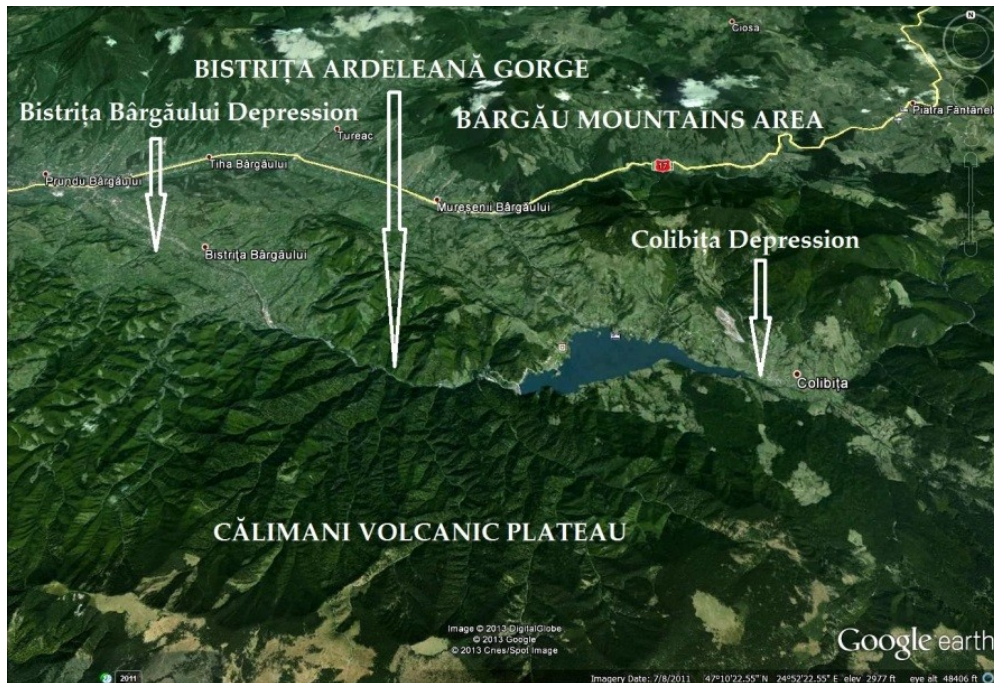 N
Ciosa
BISTRIȚA ARDELEANĂ GORGE
Bistrița Bârgăului Depression
BÂRGĂU MOUNTAINS AREA
Piatra Fântânele
Tureac
Tiha Bârgăului
17
Prundu Bârgăului
Mureșenii Bârgăului
Colibița Depression
Bistrița Bârgăului
Colibița
CĂLIMANI VOLCANIC PLATEAU
Image © 2013 DigitalGlobe
© 2013 Google
© 2013 Cnes/Spot Image
Google earth
2011
Imagery Date: 7/8/2011 47°10'22.55" N 24°52'22.55" E elev 2977 ft eye alt 48406 ft